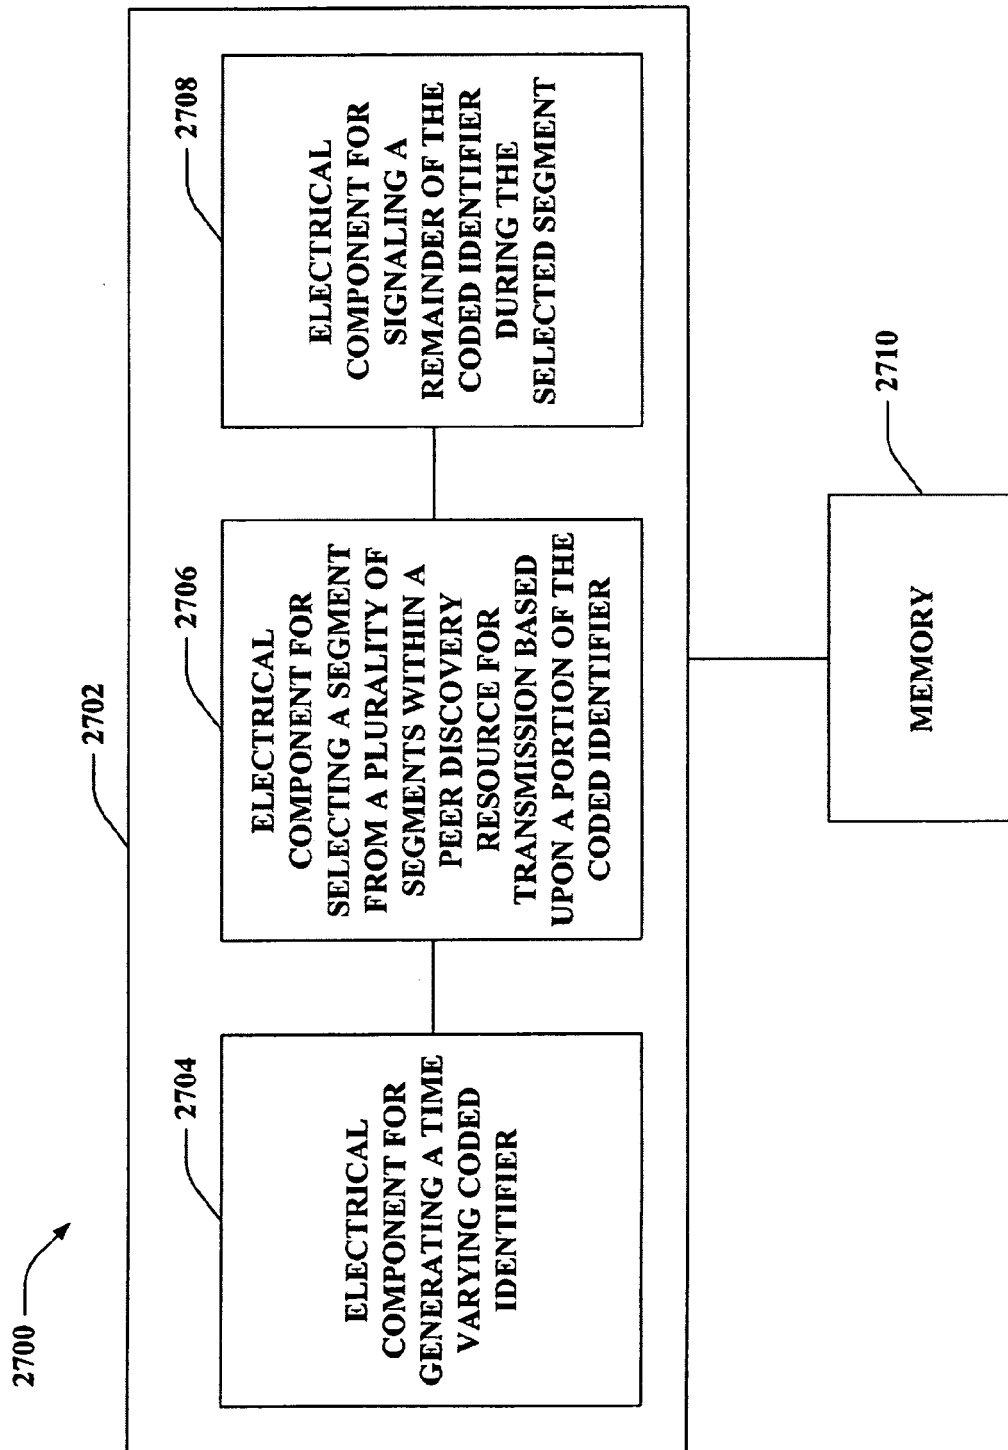 2700
2702
2704
ELECTRICAL
COMPONENT FOR
GENERATING A TIME
VARYING CODED
IDENTIFIER
2706
ELECTRICAL
COMPONENT FOR
SELECTING A SEGMENT
FROM A PLURALITY OF
SEGMENTS WITHIN A
PEER DISCOVERY
RESOURCE FOR
TRANSMISSION BASED
UPON A PORTION OF THE
CODED IDENTIFIER
2708
ELECTRICAL
COMPONENT FOR
SIGNALING A
REMAINDER OF THE
CODED IDENTIFIER
DURING THE
SELECTED SEGMENT
2710
MEMORY